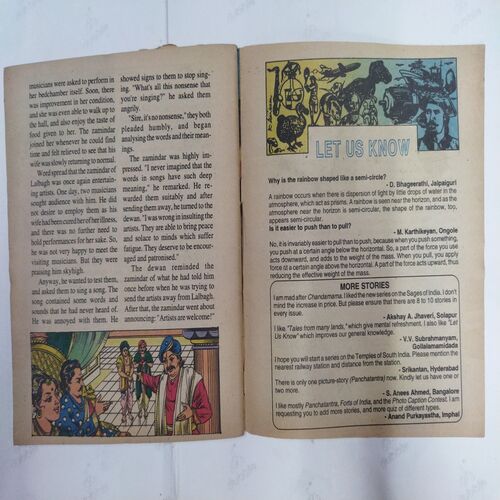 musicians were asked to perform in
her bedchamber itself. Soon, there
was improvement in her condition,
and she was even able to walk up to
the hall, and also enjoy the taste of
food given to her. The zamindar
joined her whenever he could find
time and felt relieved to see his
wife was slowly returning to normal.
Word spread that the zamindar of
Lalbagh was once again entertain-
ing artistes. One day, two musicians
sought audience with him. He did
not desire to employ them as his
wife had been cured of her illness,
and there was no further need to
hold performances for her sake. So,
he was not very happy to meet the
visiting musicians. But they were
praising him skyhigh.
Anyway, he wanted to test them,
and asked them to sing a song. The
song contained some words and
sounds that he had never heard of.
He was annoyed with them. He
showed signs to them to stop sing-
ing. "What's all this nonsense that
you're singing?" he asked them
angrily.
"Sire, it's no nonsense," they both
pleaded humbly, and began
analysing the words and their mean-
ings.
The zamindar was highly im-
pressed. "I never imagined that the
words in songs have such deep
meaning," he remarked. He re-
warded them suitably and after
sending them away, he turned to the
dewan. "I was wrong in insulting the
artistes. They are able to bring peace
and solace to minds which suffer
fatigue. They deserve to be encour-
aged and patronised."
The dewan reminded the
zamindar of what he had told him
once before when he was trying to
send the artistes away from Lalbagh.
After that, the zamindar went about
announcing: "Artistes are welcome!"
LET US KNOW
Why is the rainbow shaped like a semi-circle?
- D. Bhageerathi, Jalpaiguri
A rainbow occurs when there is dispersion of light by little drops of water in the
atmosphere, which act as prisms. A rainbow is seen near the horizon, and as the
atmosphere near the horizon is semi-circular, the shape of the rainbow, too,
appears semi-circular.
Is it easier to push than to pull?
- M. Karthikeyan, Ongole
No, it is invariably easier to pull than to push, because when you push something,
you push at a certain angle below the horizontal. So, a part of the force you use
acts downward, and adds to the weight of the mass. When you pull, you apply
force at a certain angle above the horizontal. A part of the force acts upward, thus
reducing the effective weight of the mass.
MORE STORIES
I am mad after Chandamama. I liked the new series on the Sages of India. I don't
mind the increase in price. But please ensure that there are 8 to 10 stories in
every issue.
- Akshay A. Jhaveri, Solapur
I like "Tales from many lands," which give mental refreshment. I also like "Let
Us Know" which improves our general knowledge.
- V.V. Subrahmanyam,
Gollalamamidada
I hope you will start a series on the Temples of South India. Please mention the
nearest railway station and distance from the station.
- Srikantan, Hyderabad
There is only one picture-story (Panchatantra) now. Kindly let us have one or
two more.
- S. Anees Ahmed, Bangalore
I like mostly Panchatantra, Forts of India, and the Photo Caption Contest. I am
requesting you to add more stories, and more quiz of different types.
- Anand Purkayastha, Imphal